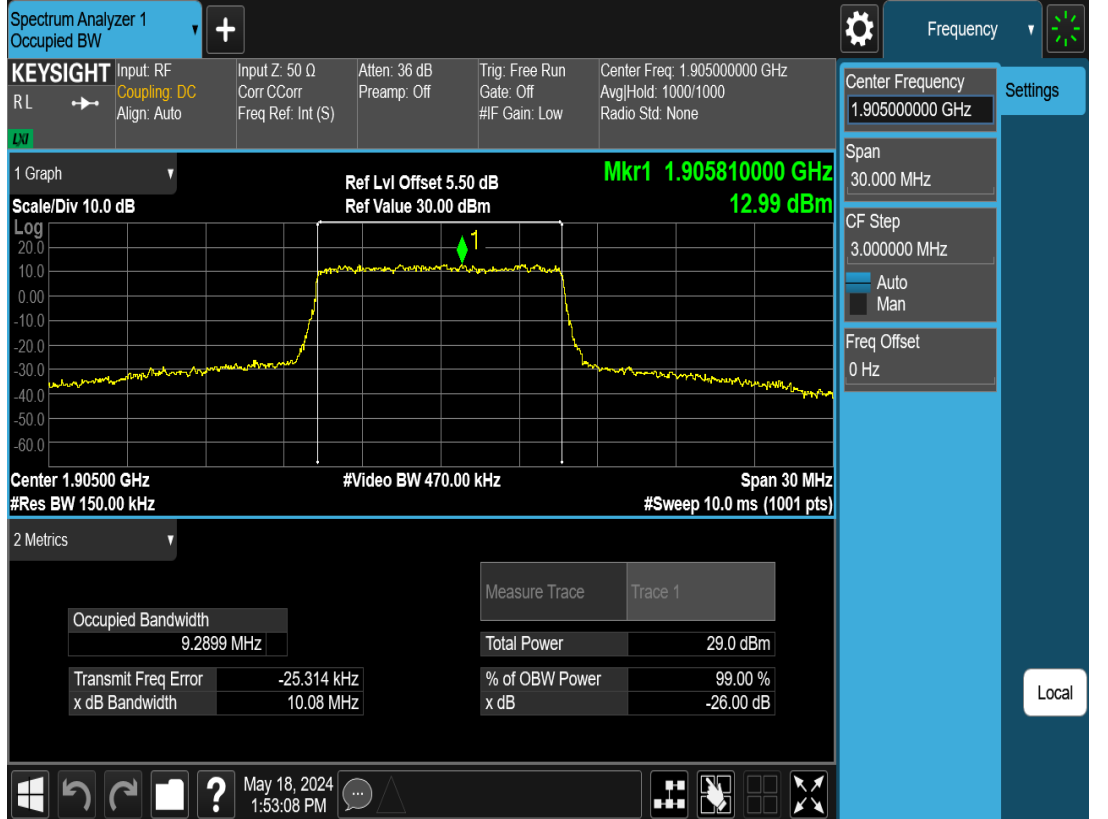 Spectrum Analyzer 1
Occupied BW
+
Frequency
KEYSIGHT
R L
LXI
Input: RF
Coupling: DC
Align: Auto
Input Z: 50 Ω
Corr CCorr
Freq Ref: Int (S)
Atten: 36 dB
Preamp: Off
Trig: Free Run
Gate: Off
#IF Gain: Low
Center Freq: 1.905000000 GHz
Avg|Hold: 1000/1000
Radio Std: None
Center Frequency
1.905000000 GHz
Settings
Span
30.000 MHz
CF Step
3.000000 MHz
Auto
Man
Freq Offset
0 Hz
Local
1 Graph
Scale/Div 10.0 dB
Ref Lvl Offset 5.50 dB
Ref Value 30.00 dBm
Mkr1 1.905810000 GHz
12.99 dBm
Log
20.0
10.0
0.00
-10.0
-20.0
-30.0
-40.0
-50.0
-60.0
1
Center 1.90500 GHz
#Video BW 470.00 kHz
Span 30 MHz
#Res BW 150.00 kHz
#Sweep 10.0 ms (1001 pts)
2 Metrics
Measure Trace
Trace 1
Occupied Bandwidth
9.2899 MHz
Total Power
29.0 dBm
Transmit Freq Error
-25.314 kHz
% of OBW Power
99.00 %
x dB Bandwidth
10.08 MHz
x dB
-26.00 dB
?
May 18, 2024
1:53:08 PM